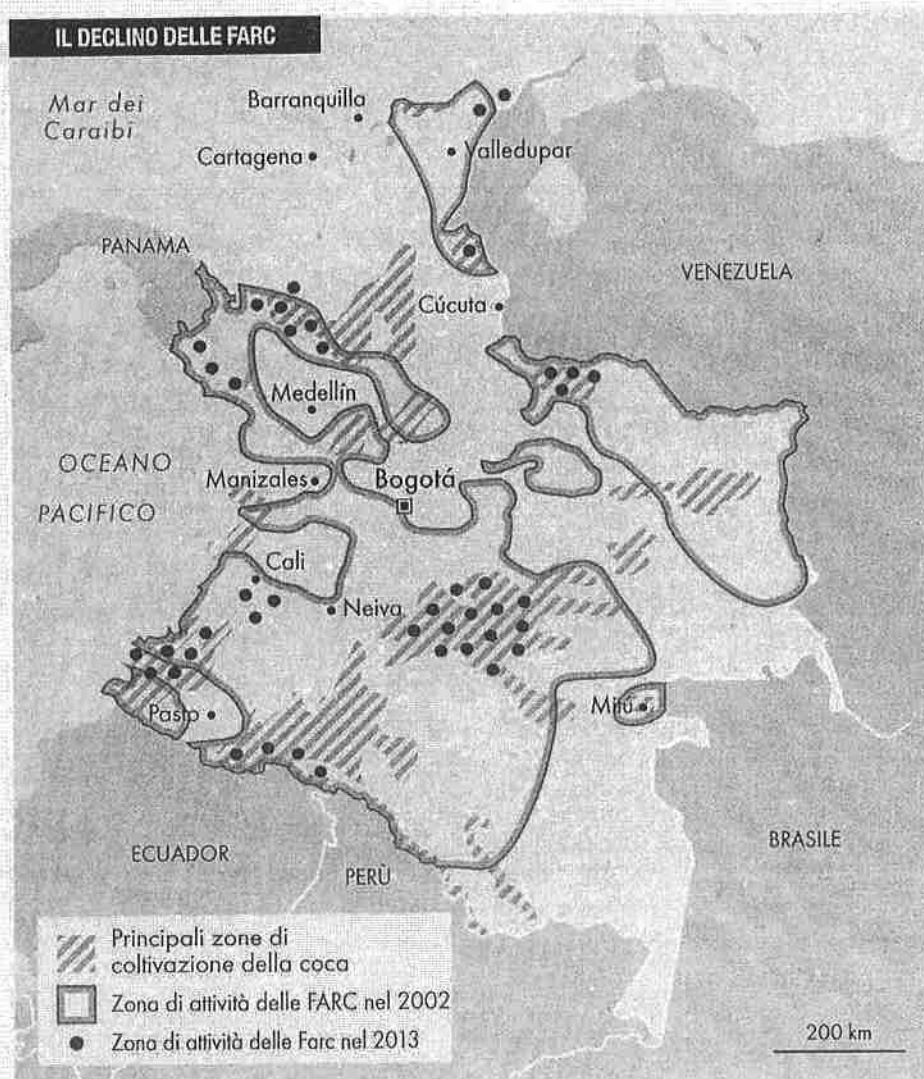 IL DECLINO DELLE FARC
Mar dei
Caraibi
Barranquilla
Cartagena
Valledupar
PANAMA
VENEZUELA
Cúcuta
Medellín
OCEANO
PACIFICO
Manizales
Bogotá
Cali
Neiva
Pasto
Mitú
ECUADOR
PERÙ
BRASILE
Principali zone di
coltivazione della coca
Zona di attività delle FARC nel 2002
Zona di attività delle Farc nel 2013
200 km